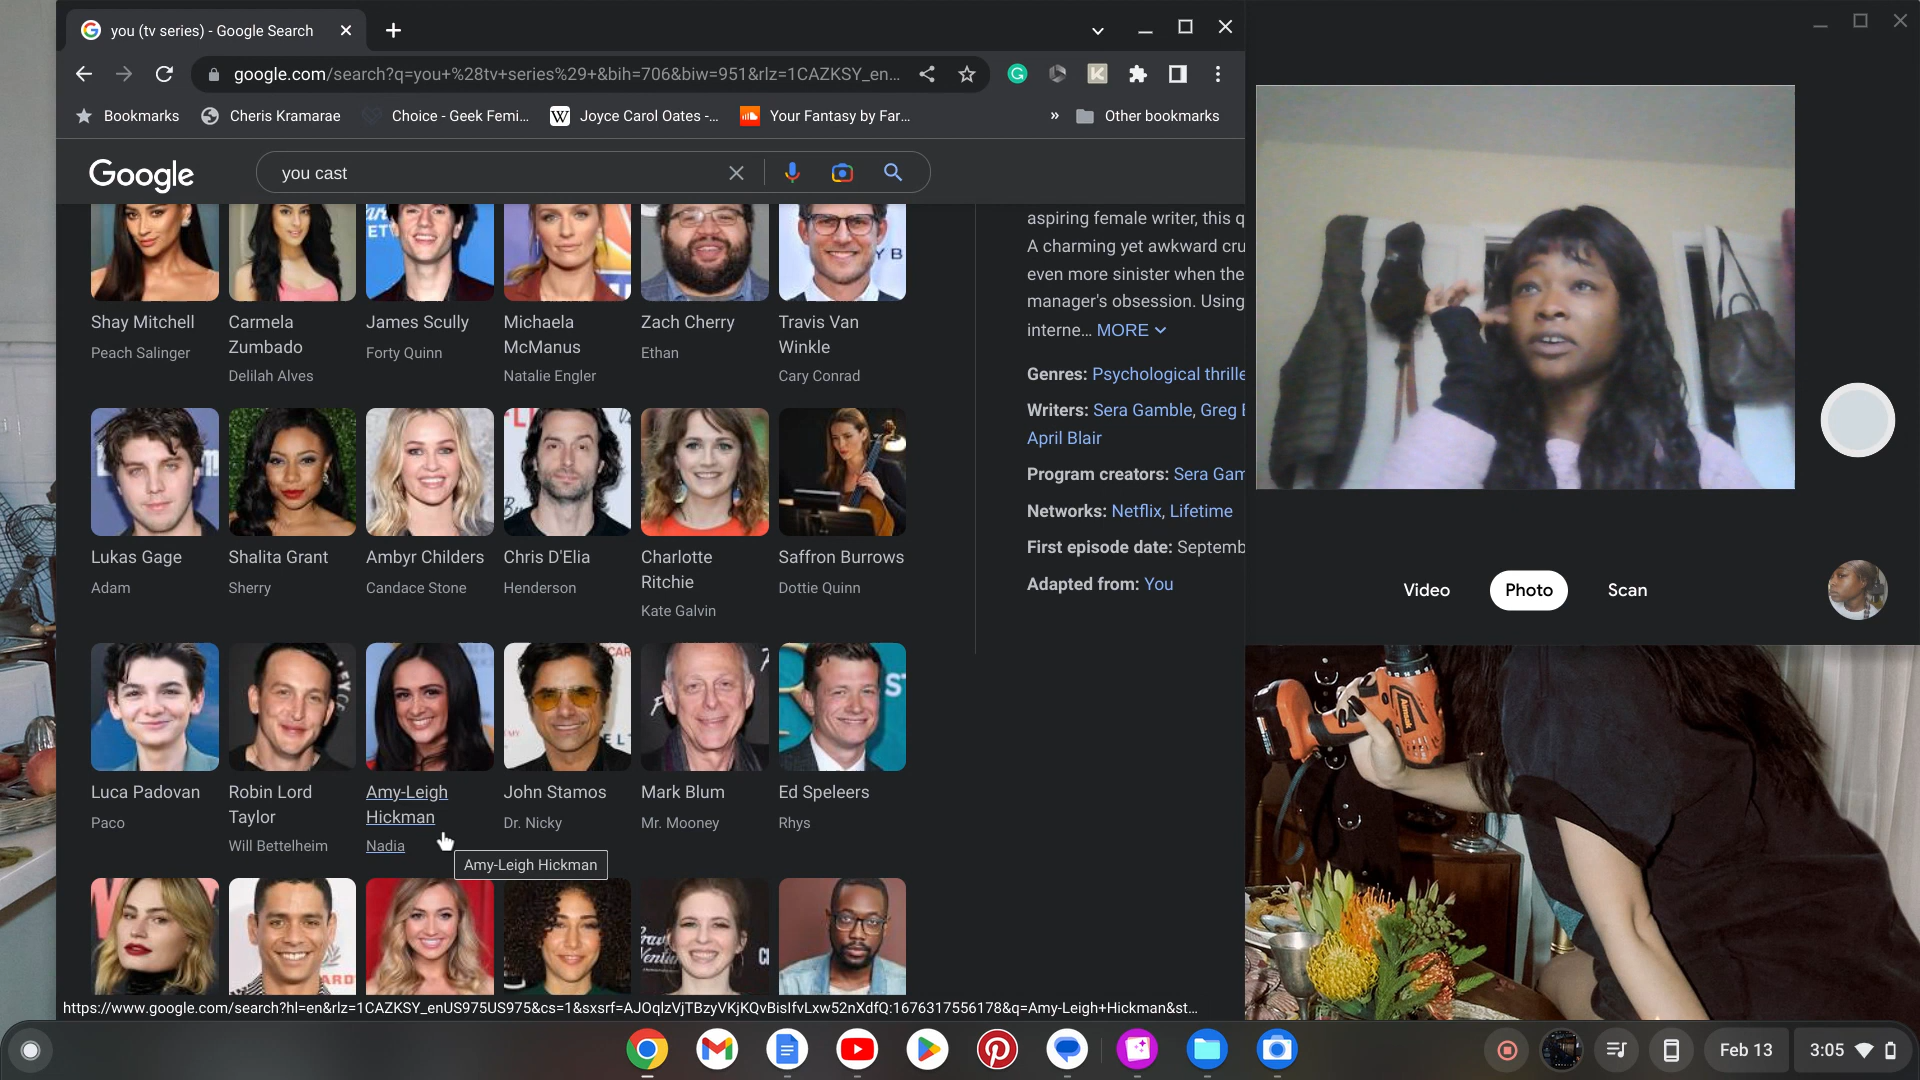 you (tv series) - Google Search
google.com/search?q=you+%28tv+series%29+&bih=706&biw=951&rlz=1CAZKSY_en...
Bookmarks
Cheris Kramarae
Choice - Geek Femi...
W
Joyce Carol Oates -...
Your Fantasy by Far...
»
Other bookmarks
Google
you cast
Shay Mitchell
Peach Salinger
Carmela
Zumbado
Delilah Alves
James Scully
Forty Quinn
Michaela
McManus
Natalie Engler
Zach Cherry
Ethan
Travis Van
Winkle
Cary Conrad
Lukas Gage
Adam
Shalita Grant
Sherry
Ambyr Childers
Candace Stone
Chris D'Elia
Henderson
Charlotte
Ritchie
Kate Galvin
Saffron Burrows
Dottie Quinn
Luca Padovan
Paco
Robin Lord
Taylor
Will Bettelheim
Amy-Leigh
Hickman
Nadia
Amy-Leigh Hickman
John Stamos
Dr. Nicky
Mark Blum
Mr. Mooney
Ed Speleers
Rhys
aspiring female writer, this q
A charming yet awkward cru
even more sinister when the
manager's obsession. Using
interne... MORE
Genres: Psychological thrille
Writers: Sera Gamble, Greg
April Blair
Program creators: Sera Gam
Networks: Netflix, Lifetime
First episode date: Septemb
Adapted from: You
https://www.google.com/search?hl=en&rlz=1CAZKSY_enUS975US975&cs=1&sxsrf=AJOqlzVjTBzyVKjKQvBisIfvLxw52nXdfQ:1676317556178&q=Amy-Leigh+Hickman&st...
Video
Photo
Scan
Feb 13
3:05